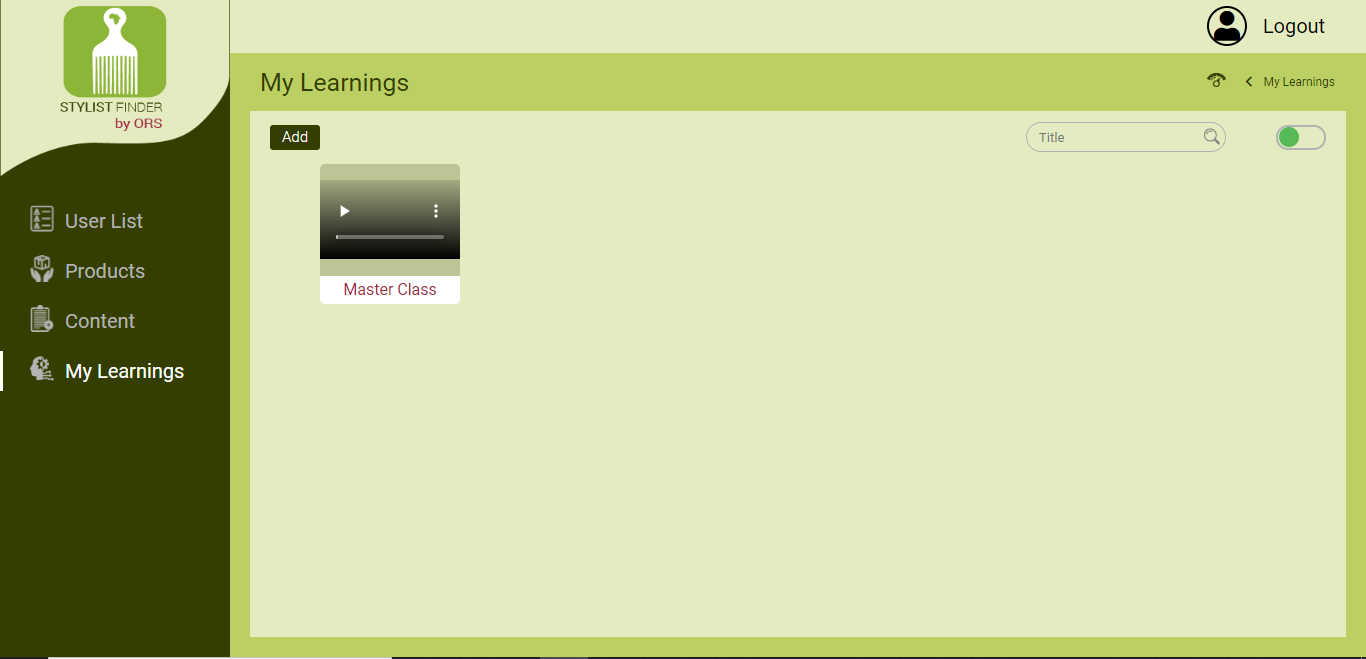 STYLIST FINDER
by ORS
Logout
My Learnings
My Learnings
Add
Title
Master Class
User List
Products
Content
My Learnings